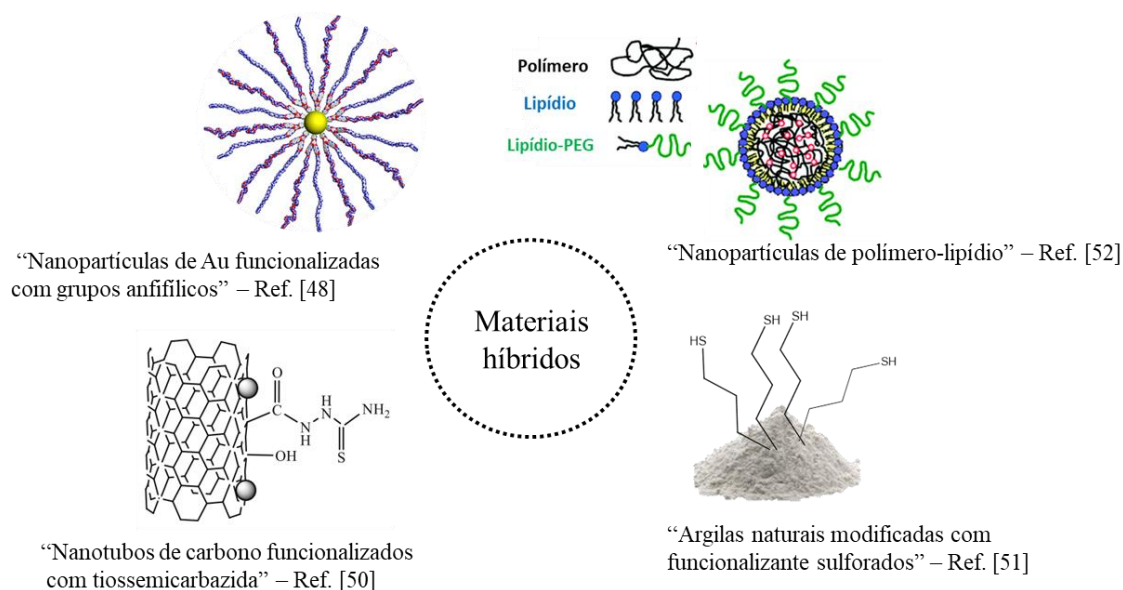 Polímero
Lipídio
Lipídio-PEG
“Nanopartículas de Au funcionalizadas
com grupos anfifílicos” – Ref. [48]
“Nanopartículas de polímero-lipídio” – Ref. [52]
Materiais
híbridos
O
C
H
N
N
H
NH2
S
OH
HS
SH
SH
SH
“Nanotubos de carbono funcionalizados
com tiossemicarbazida” – Ref. [50]
“Argilas naturais modificadas com
funcionalizante sulforados” – Ref. [51]